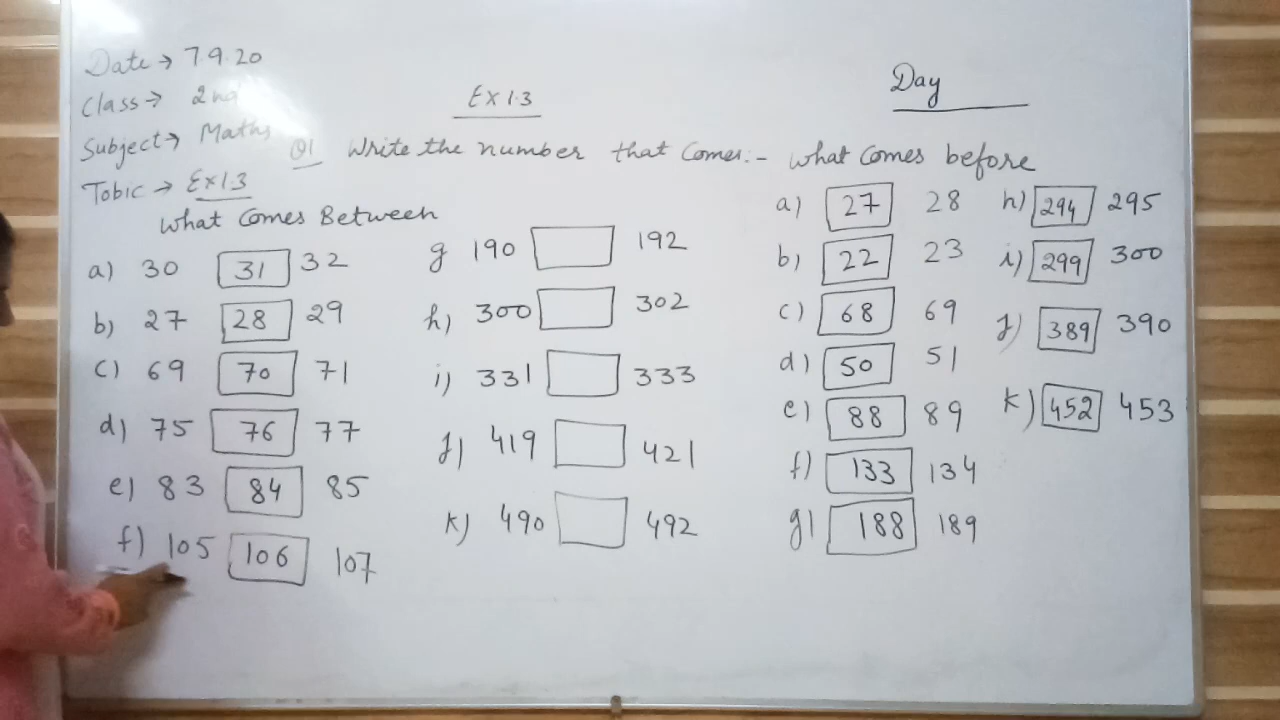 Date → 7.9.20
Class → 2nd
Subject → Maths
Tobic → Ex 1.3
Ex 1.3
Day
Q1 Write the number that Comes:- What Comes before
What Comes Between
a) 30 31 32
b) 27 28 29
c) 69 70 71
d) 75 76 77
e) 83 84 85
f) 105 106 107
g 190 192
h) 300 302
i) 331 333
j) 419 421
k) 490 492
a) 27 28
b) 22 23
c) 68 69
d) 50 51
e) 88 89
f) 133 134
g) 188 189
h) 294 295
i) 299 300
j) 389 390
k) 452 453